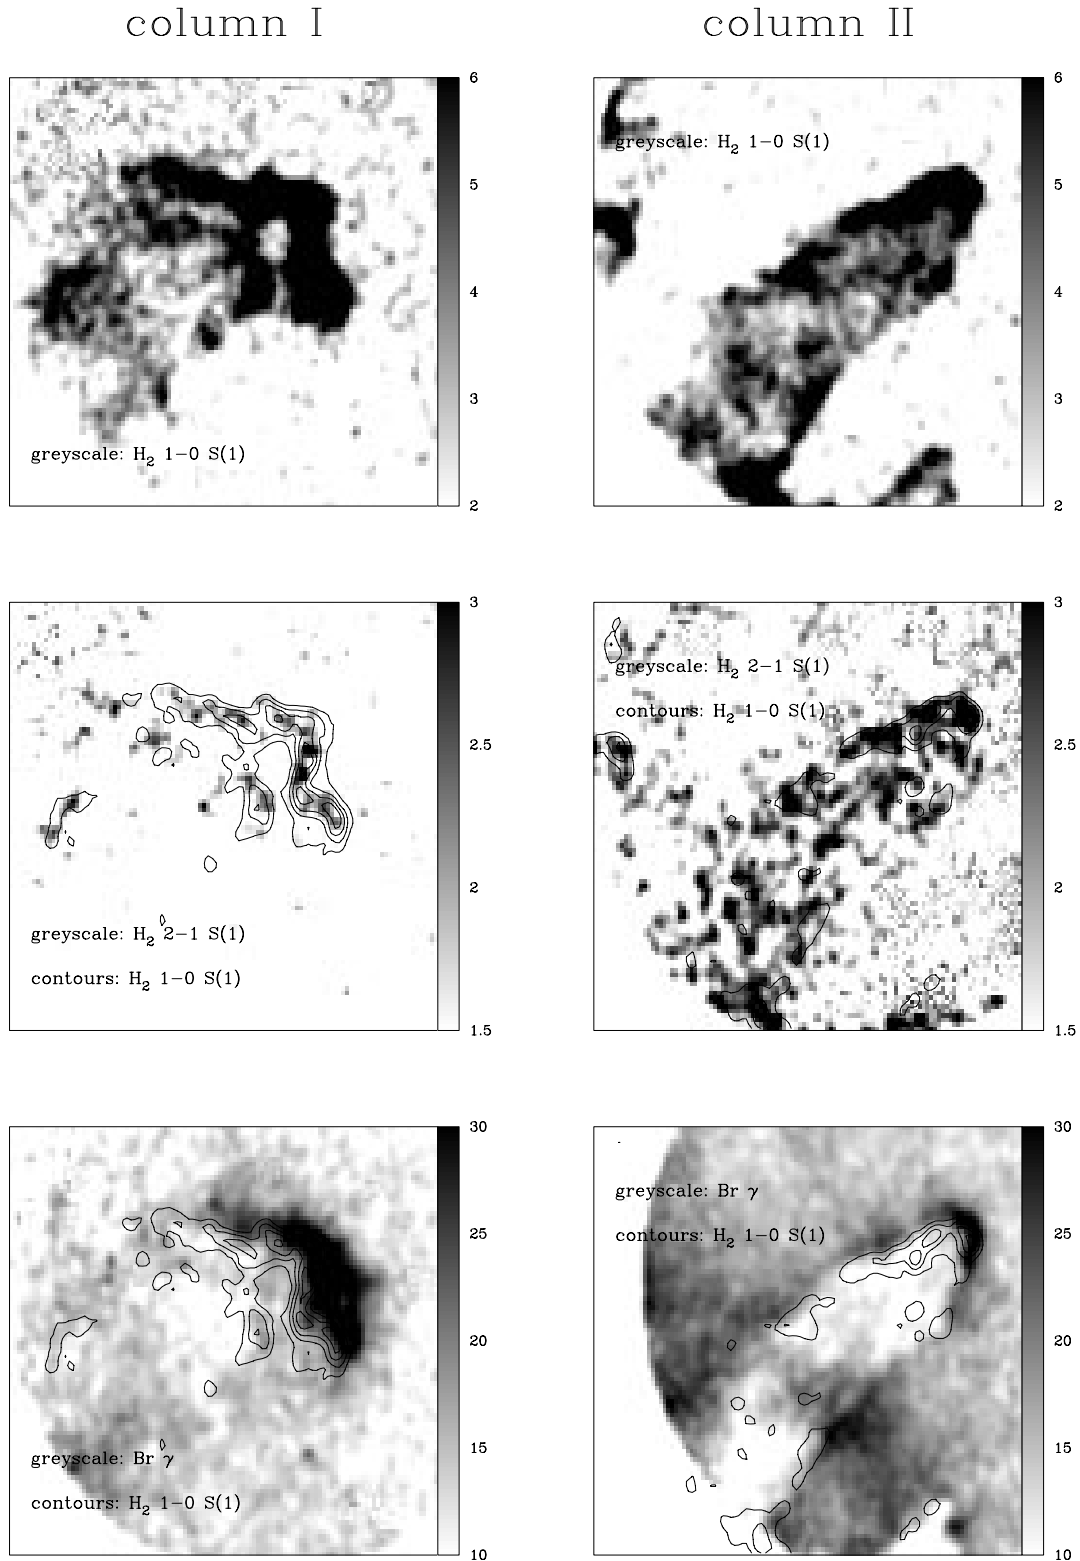 column I
column II
greyscale: H2 1-0 S(1)
6
5
4
3
2
greyscale: H2 1-0 S(1)
6
5
4
3
2
greyscale: H2 2-1 S(1)
contours: H2 1-0 S(1)
3
2.5
2
1.5
greyscale: H2 2-1 S(1)
contours: H2 1-0 S(1)
3
2.5
2
1.5
greyscale: Br γ
contours: H2 1-0 S(1)
30
25
20
15
10
greyscale: Br γ
contours: H2 1-0 S(1)
30
25
20
15
10